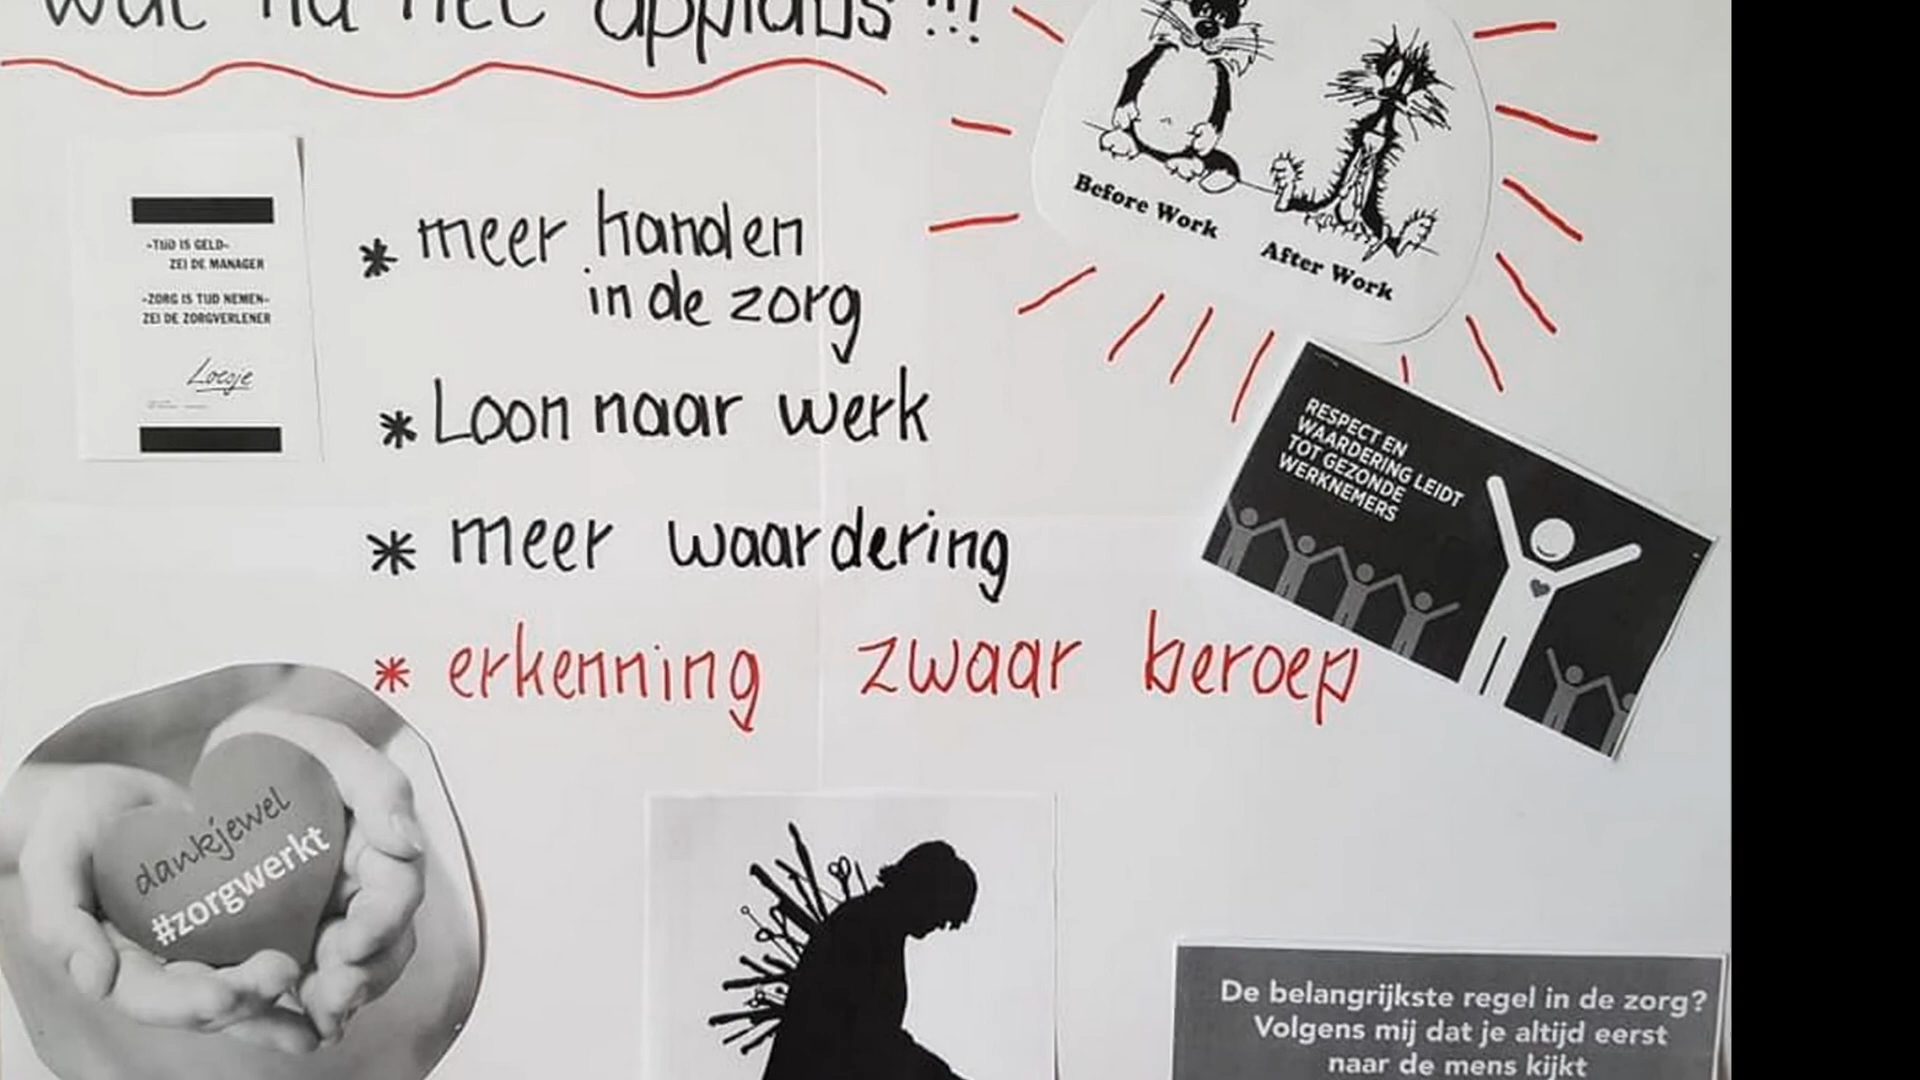 wat na het applaus !!!
Before Work
After Work
-TIJD IS GELD-
ZEI DE MANAGER
-ZORG IS TIJD NEMEN-
ZEI DE ZORGVERLENER
Loesje
* meer handen
in de zorg
* Loon naar werk
* meer waardering
* erkenning zwaar beroep
RESPECT EN
WAARDERING LEIDT
TOT GEZONDE
WERKNEMERS
dankjewel
#zorgwerkt
De belangrijkste regel in de zorg?
Volgens mij dat je altijd eerst
naar de mens kijkt